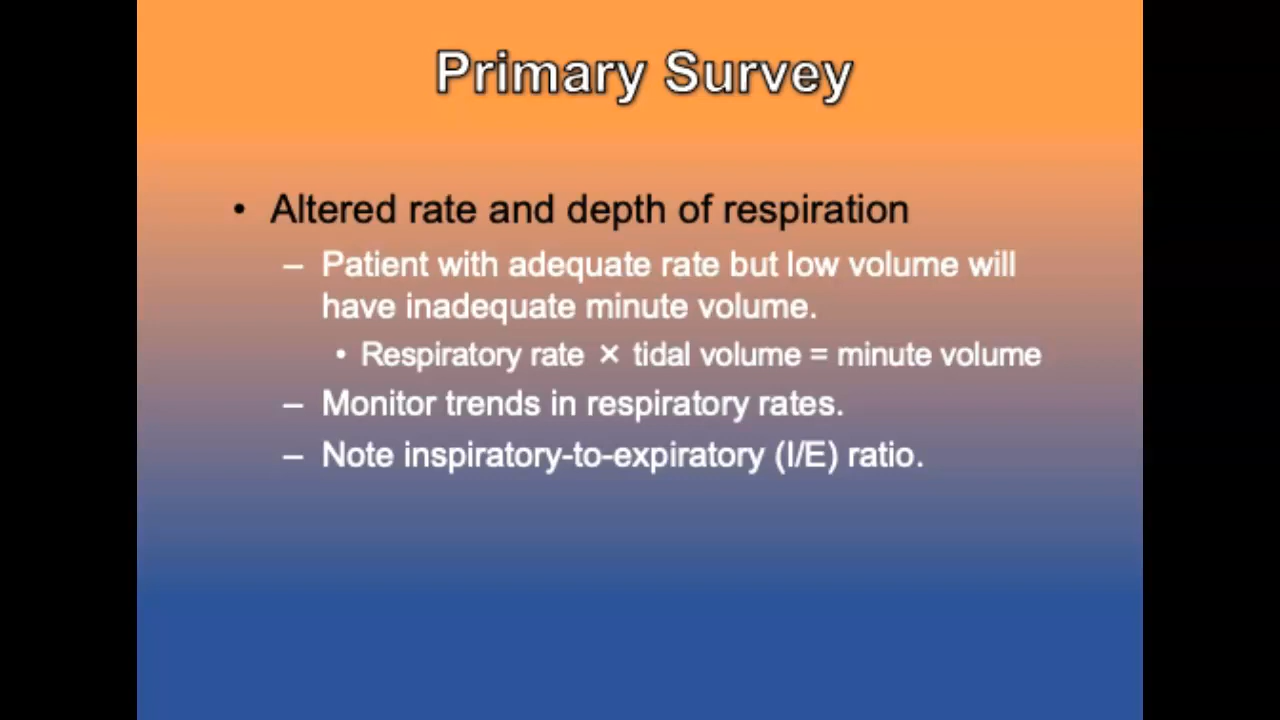 Primary Survey
• Altered rate and depth of respiration
– Patient with adequate rate but low volume will
have inadequate minute volume.
• Respiratory rate × tidal volume = minute volume
– Monitor trends in respiratory rates.
– Note inspiratory-to-expiratory (I/E) ratio.